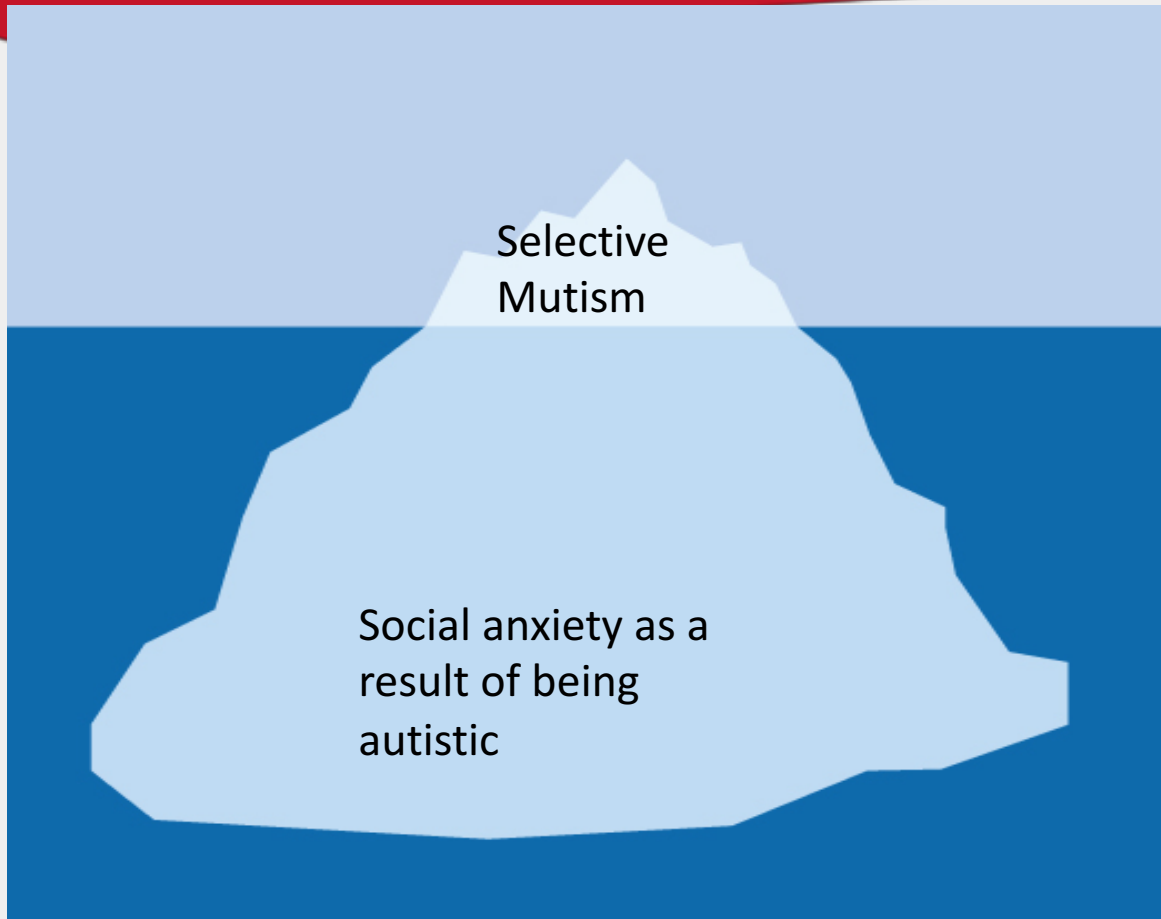 Selective
Mutism
Social anxiety as a
result of being
autistic